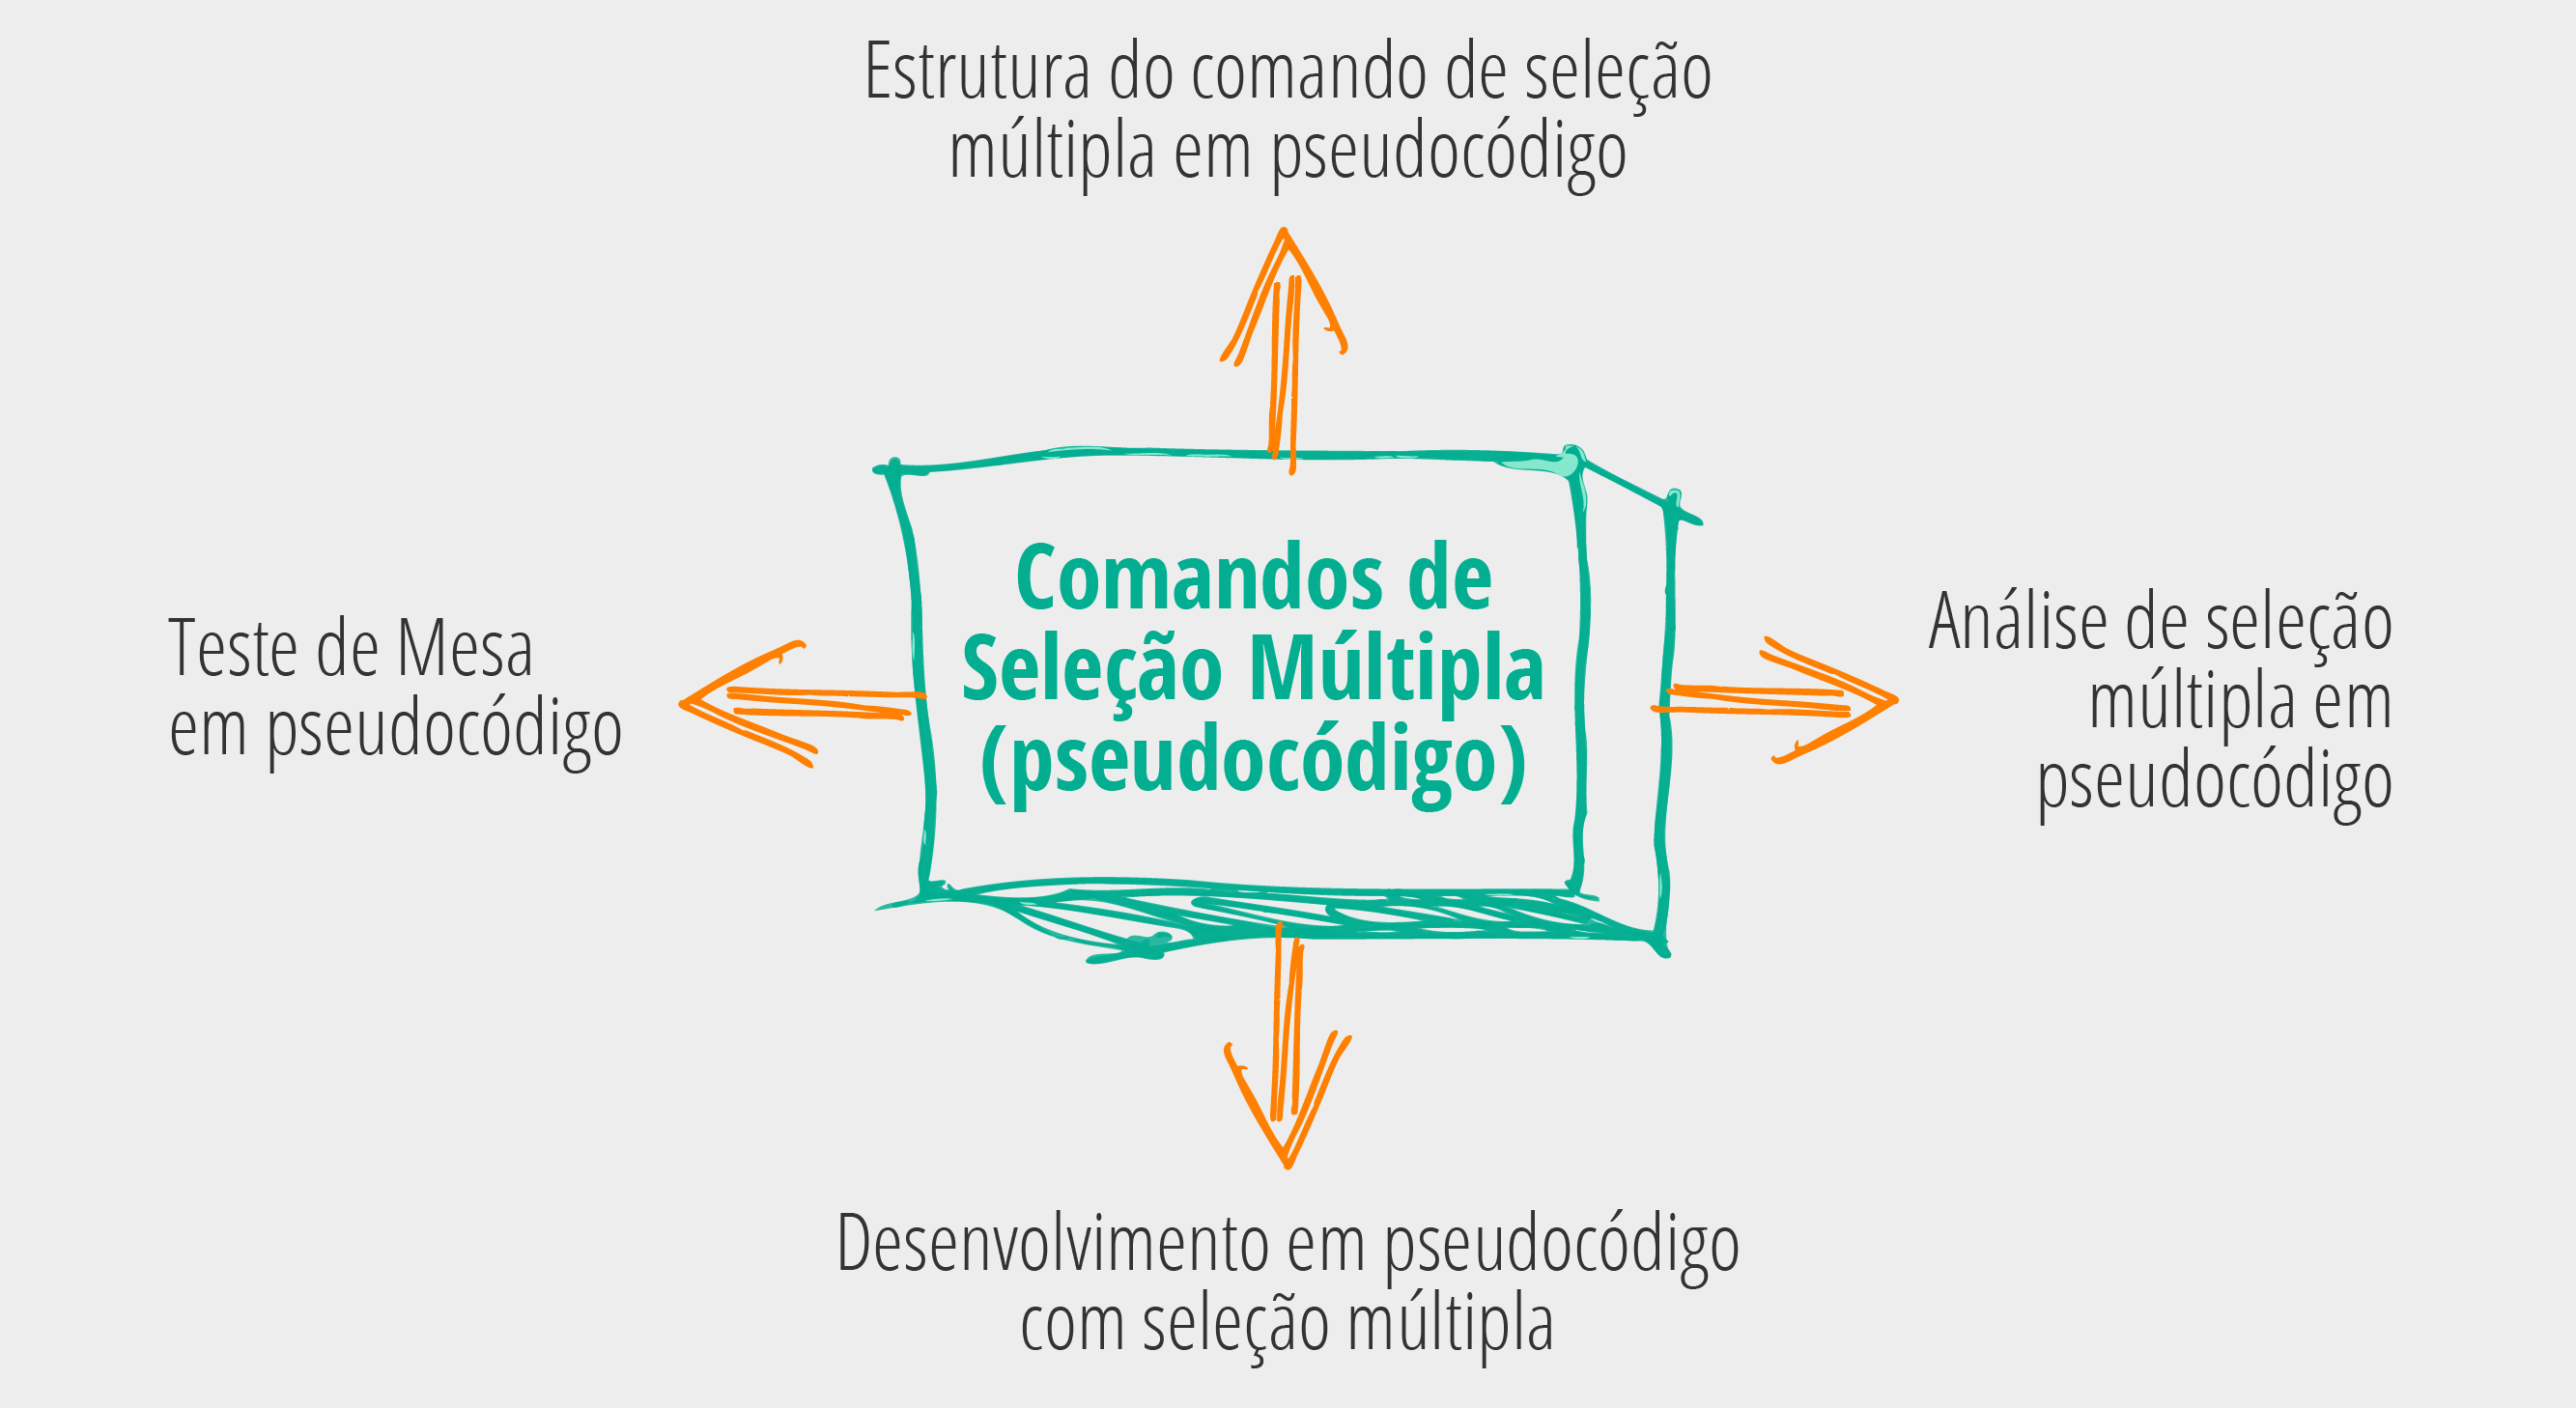 Estrutura do comando de seleção
múltipla em pseudocódigo
Comandos de
Seleção Múltipla
(pseudocódigo)
Teste de Mesa
em pseudocódigo
Análise de seleção
múltipla em
pseudocódigo
Desenvolvimento em pseudocódigo
com seleção múltipla